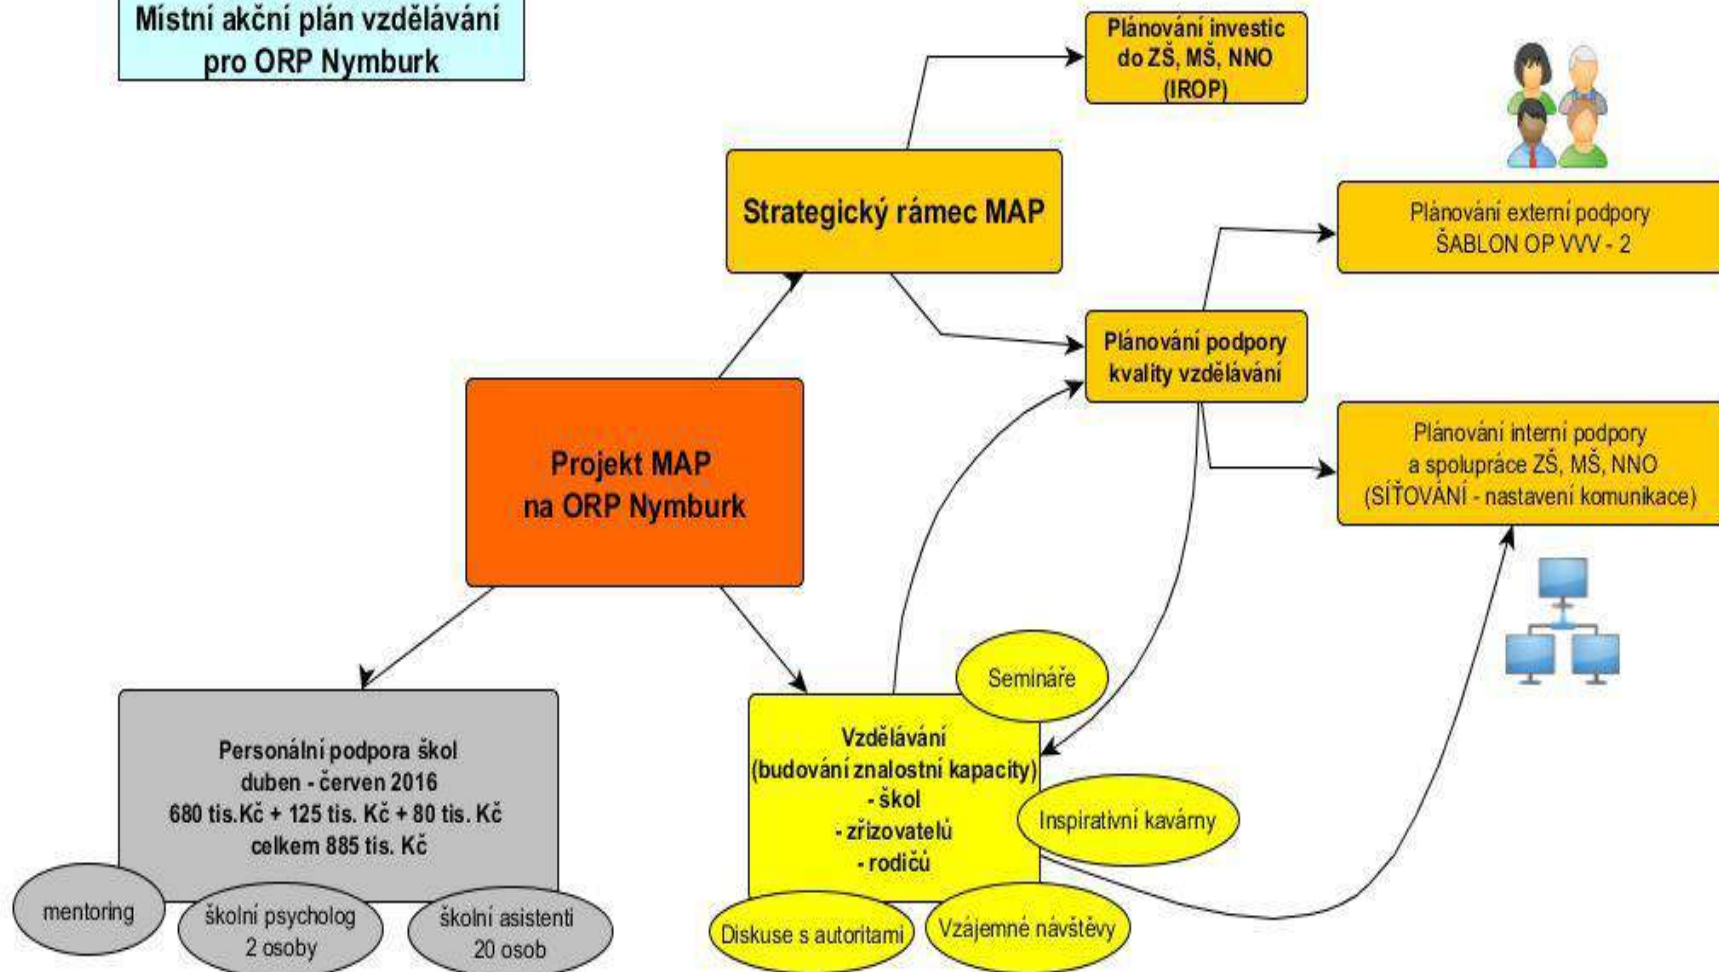 Místní akční plán vzdělávání
pro ORP Nymburk
Plánování investic
do ZŠ, MŠ, NNO
(IROP)
Strategický rámec MAP
Plánování externí podpory
ŠABLON OP VVV - 2
Plánování podpory
kvality vzdělávání
Plánování interní podpory
a spolupráce ZŠ, MŠ, NNO
(SÍŤOVÁNÍ - nastavení komunikace)
Projekt MAP
na ORP Nymburk
Semináře
Personální podpora škol
duben - červen 2016
680 tis.Kč + 125 tis. Kč + 80 tis. Kč
celkem 885 tis. Kč
mentoring
školní psycholog
2 osoby
školní asistenti
20 osob
Vzdělávání
(budování znalostní kapacity)
- škol
- zřizovatelů
- rodičů
Inspirativní kavárny
Diskuse s autoritami
Vzájemné návštěvy